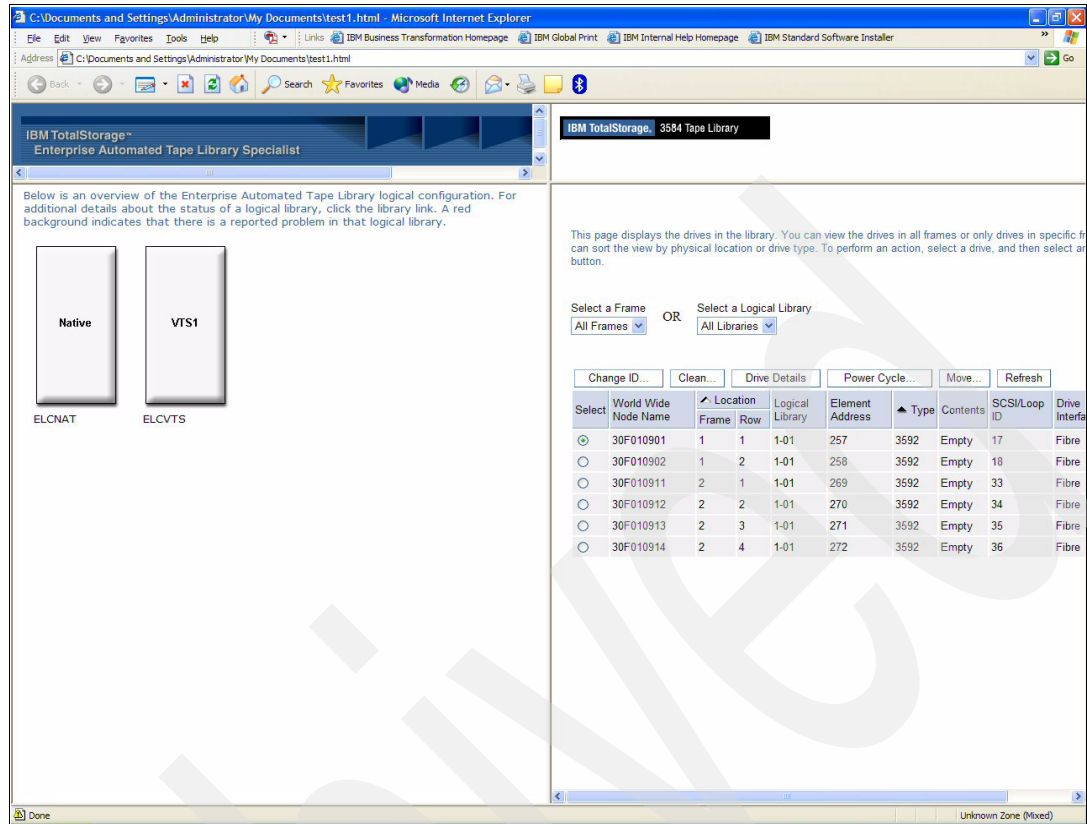 C:\Documents and Settings\Administrator\My Documents\test1.html - Microsoft Internet Explorer
File Edit View Favorites Tools Help Links IBM Business Transformation Homepage IBM Global Print IBM Internal Help Homepage IBM Standard Software Installer »
Address C:\Documents and Settings\Administrator\My Documents\test1.html Go
Back Search Favorites Media
IBM TotalStorage™
Enterprise Automated Tape Library Specialist
Below is an overview of the Enterprise Automated Tape Library logical configuration. For
additional details about the status of a logical library, click the library link. A red
background indicates that there is a reported problem in that logical library.
Native VTS1
ELCNAT ELCVTS
IBM TotalStorage. 3584 Tape Library
This page displays the drives in the library. You can view the drives in all frames or only drives in specific fr
can sort the view by physical location or drive type. To perform an action, select a drive, and then select an
button.
Select a Frame OR Select a Logical Library
All Frames All Libraries
Change ID... Clean... Drive Details Power Cycle... Move... Refresh
Select World Wide Node Name Location Frame Row Logical Library Element Address Type Contents SCSI/Loop ID Drive Interfa
30F010901 1 1 1-01 257 3592 Empty 17 Fibre
30F010902 1 2 1-01 258 3592 Empty 18 Fibre
30F010911 2 1 1-01 269 3592 Empty 33 Fibre
30F010912 2 2 1-01 270 3592 Empty 34 Fibre
30F010913 2 3 1-01 271 3592 Empty 35 Fibre
30F010914 2 4 1-01 272 3592 Empty 36 Fibre
Done Unknown Zone (Mixed)